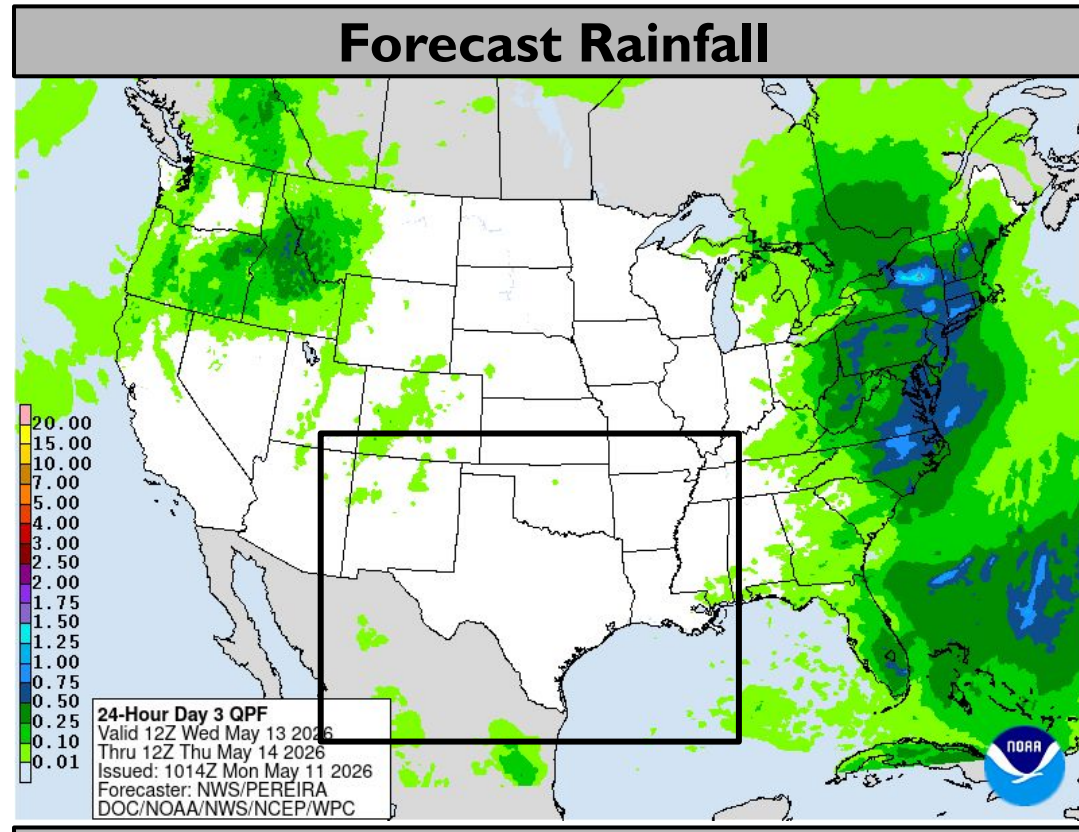 Forecast Rainfall
20.00
15.00
10.00
7.00
5.00
4.00
3.00
2.50
2.00
1.75
1.50
1.25
1.00
0.75
0.50
0.25
0.10
0.01
24-Hour Day 3 QPF
Valid 12Z Wed May 13 2026
Thru 12Z Thu May 14 2026
Issued: 1014Z Mon May 11 2026
Forecaster: NWS/PEREIRA
DOC/NOAA/NWS/NCEP/WPC
NOAA